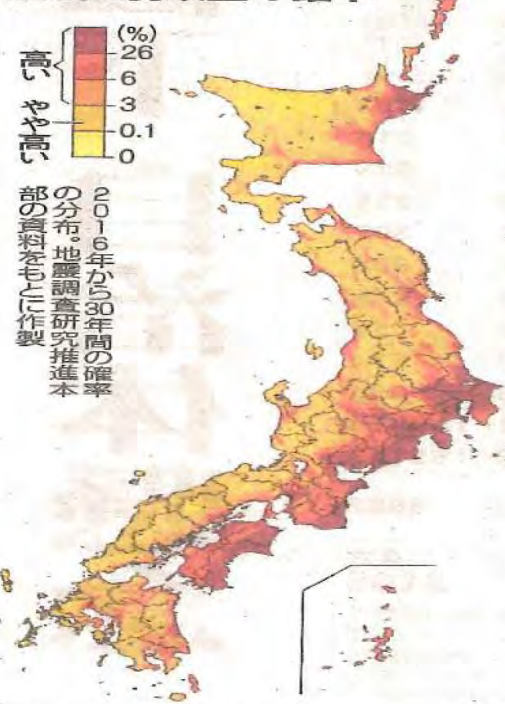 (%)
26
6
3
0.1
0
高い
やや高い
2016年から30年間の確率
の分布。地震調査研究推進本
部の資料をもとに作製